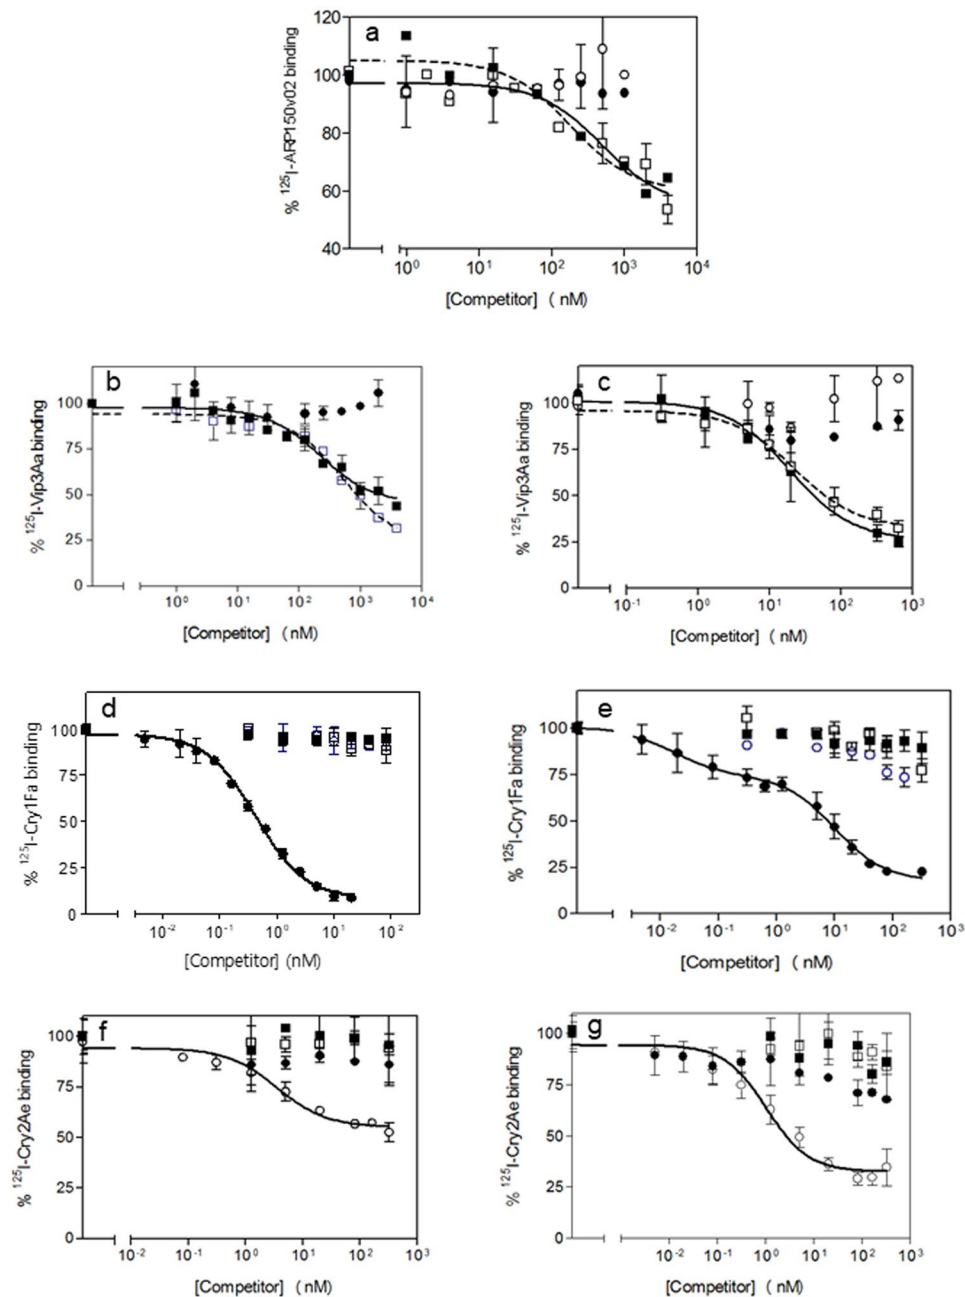 a
% ¹²⁵I-ARP150v02 binding
120
100
80
60
40
10⁰ 10¹ 10² 10³ 10⁴
[Competitor] ( nM)
b
% ¹²⁵I-Vip3Aa binding
100
75
50
25
0
10⁰ 10¹ 10² 10³ 10⁴
[Competitor] ( nM)
c
% ¹²⁵I-Vip3Aa binding
100
75
50
25
0
10⁻¹ 10⁰ 10¹ 10² 10³
[Competitor] ( nM)
d
% ¹²⁵I-Cry1Fa binding
100
75
50
25
0
10⁻² 10⁻¹ 10⁰ 10¹ 10²
[Competitor] (nM)
e
% ¹²⁵I-Cry1Fa binding
100
75
50
25
0
10⁻² 10⁻¹ 10⁰ 10¹ 10² 10³
[Competitor] ( nM)
f
% ¹²⁵I-Cry2Ae binding
100
75
50
25
0
10⁻² 10⁻¹ 10⁰ 10¹ 10² 10³
[Competitor] ( nM)
g
% ¹²⁵I-Cry2Ae binding
100
75
50
25
0
10⁻² 10⁻¹ 10⁰ 10¹ 10² 10³
[Competitor] ( nM)